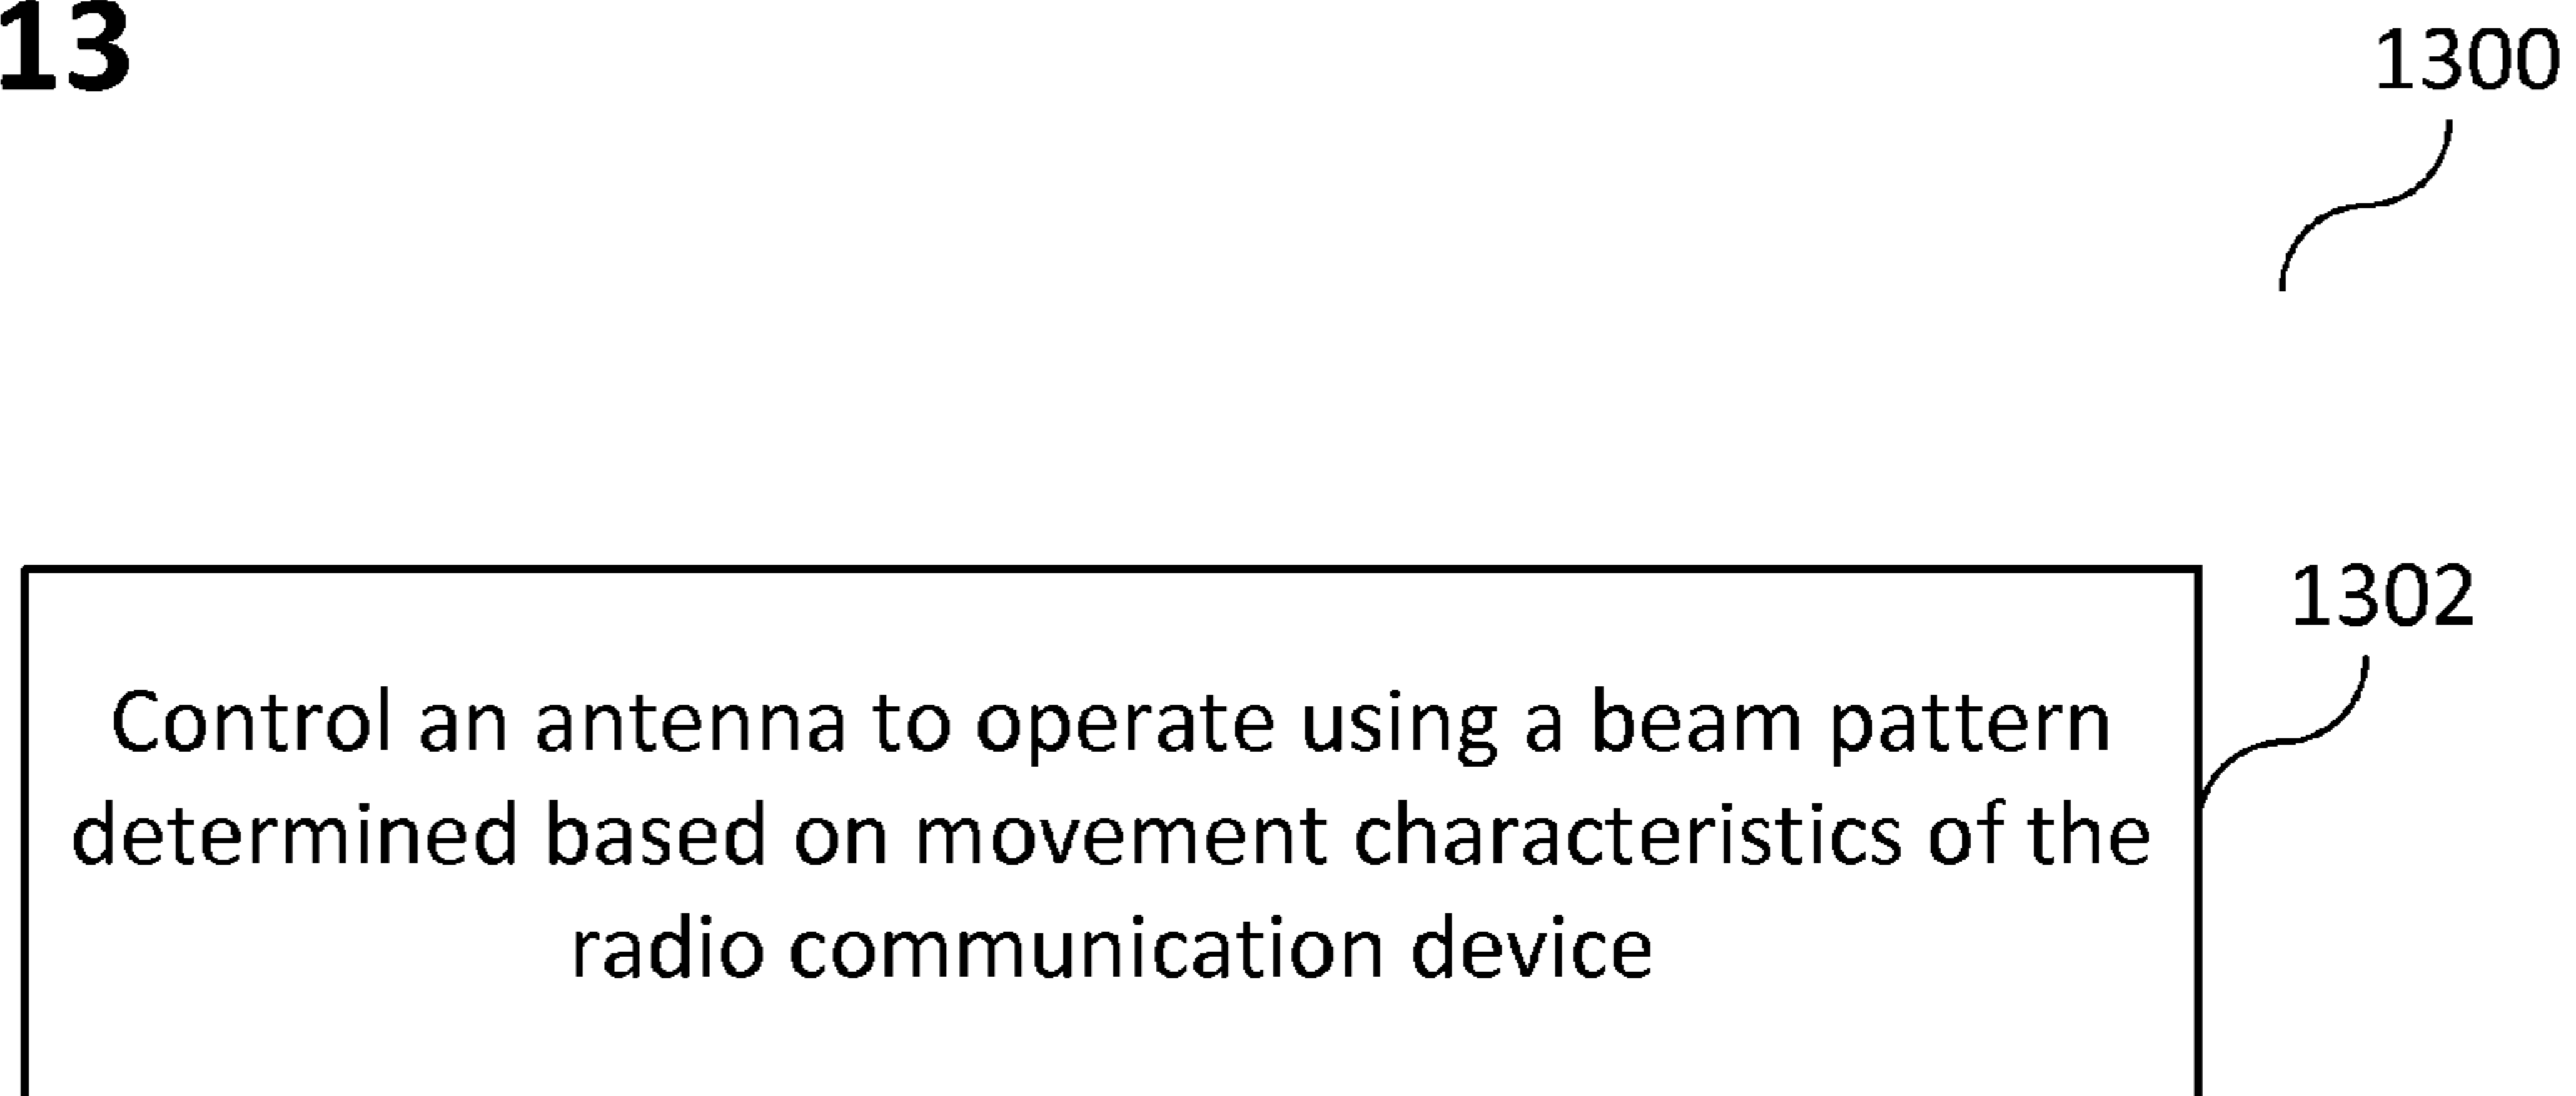 13
1300
1302
Control an antenna to operate using a beam pattern
determined based on movement characteristics of the
radio communication device